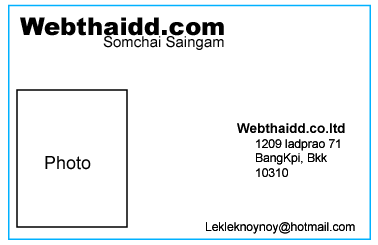 Webthaidd.com
Somchai Saingam
Photo
Webthaidd.co.ltd
1209 ladprao 71
BangKpi, Bkk
10310
Lekleknoynoy@hotmail.com